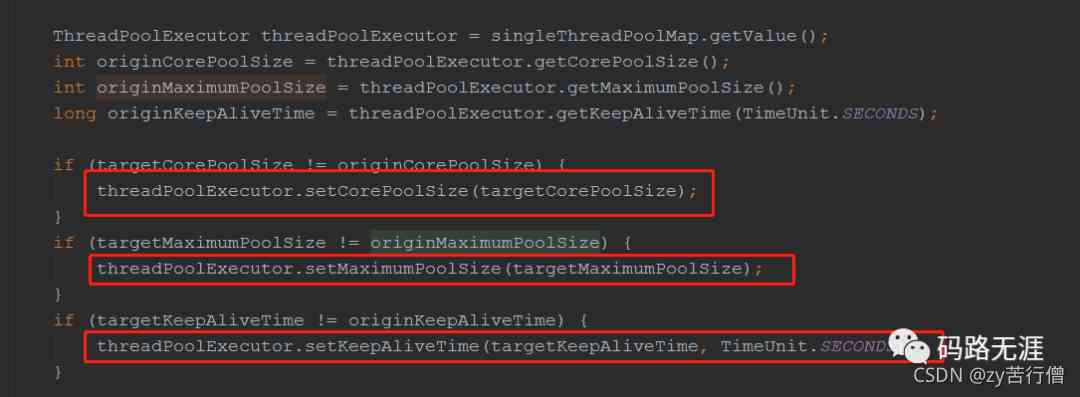 ThreadPoolExecutor threadPoolExecutor = singleThreadPoolMap.getValue();
int originCorePoolSize = threadPoolExecutor.getCorePoolSize();
int originMaximumPoolSize = threadPoolExecutor.getMaximumPoolSize();
long originKeepAliveTime = threadPoolExecutor.getKeepAliveTime(TimeUnit.SECONDS);
if (targetCorePoolSize != originCorePoolSize) {
threadPoolExecutor.setCorePoolSize(targetCorePoolSize);
}
if (targetMaximumPoolSize != originMaximumPoolSize) {
threadPoolExecutor.setMaximumPoolSize(targetMaximumPoolSize);
}
if (targetKeepAliveTime != originKeepAliveTime) {
threadPoolExecutor.setKeepAliveTime(targetKeepAliveTime, TimeUnit.SECOND
}
码路无涯
CSDN @zy苦行僧